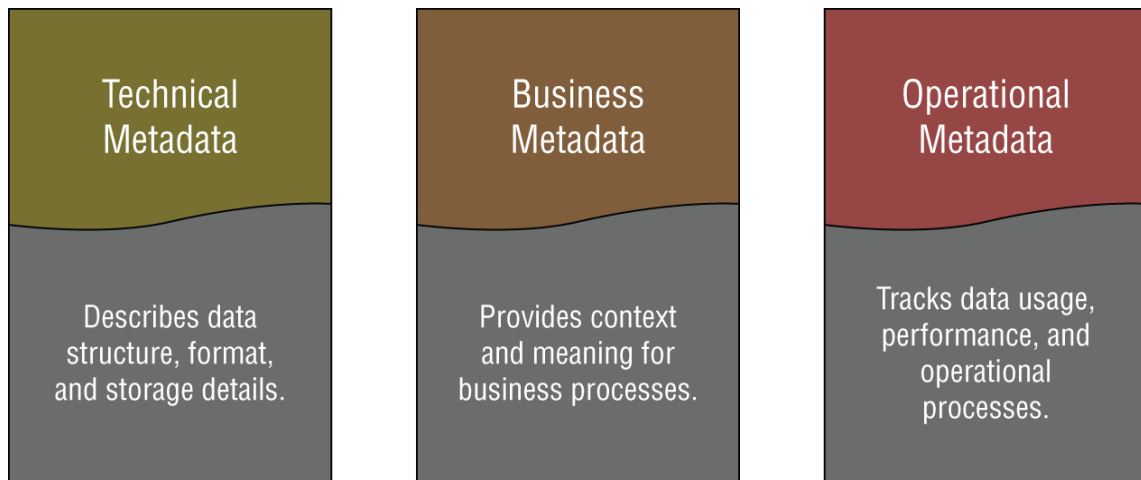 Technical
Metadata
Describes data
structure, format,
and storage details.
Business
Metadata
Provides context
and meaning for
business processes.
Operational
Metadata
Tracks data usage,
performance, and
operational
processes.